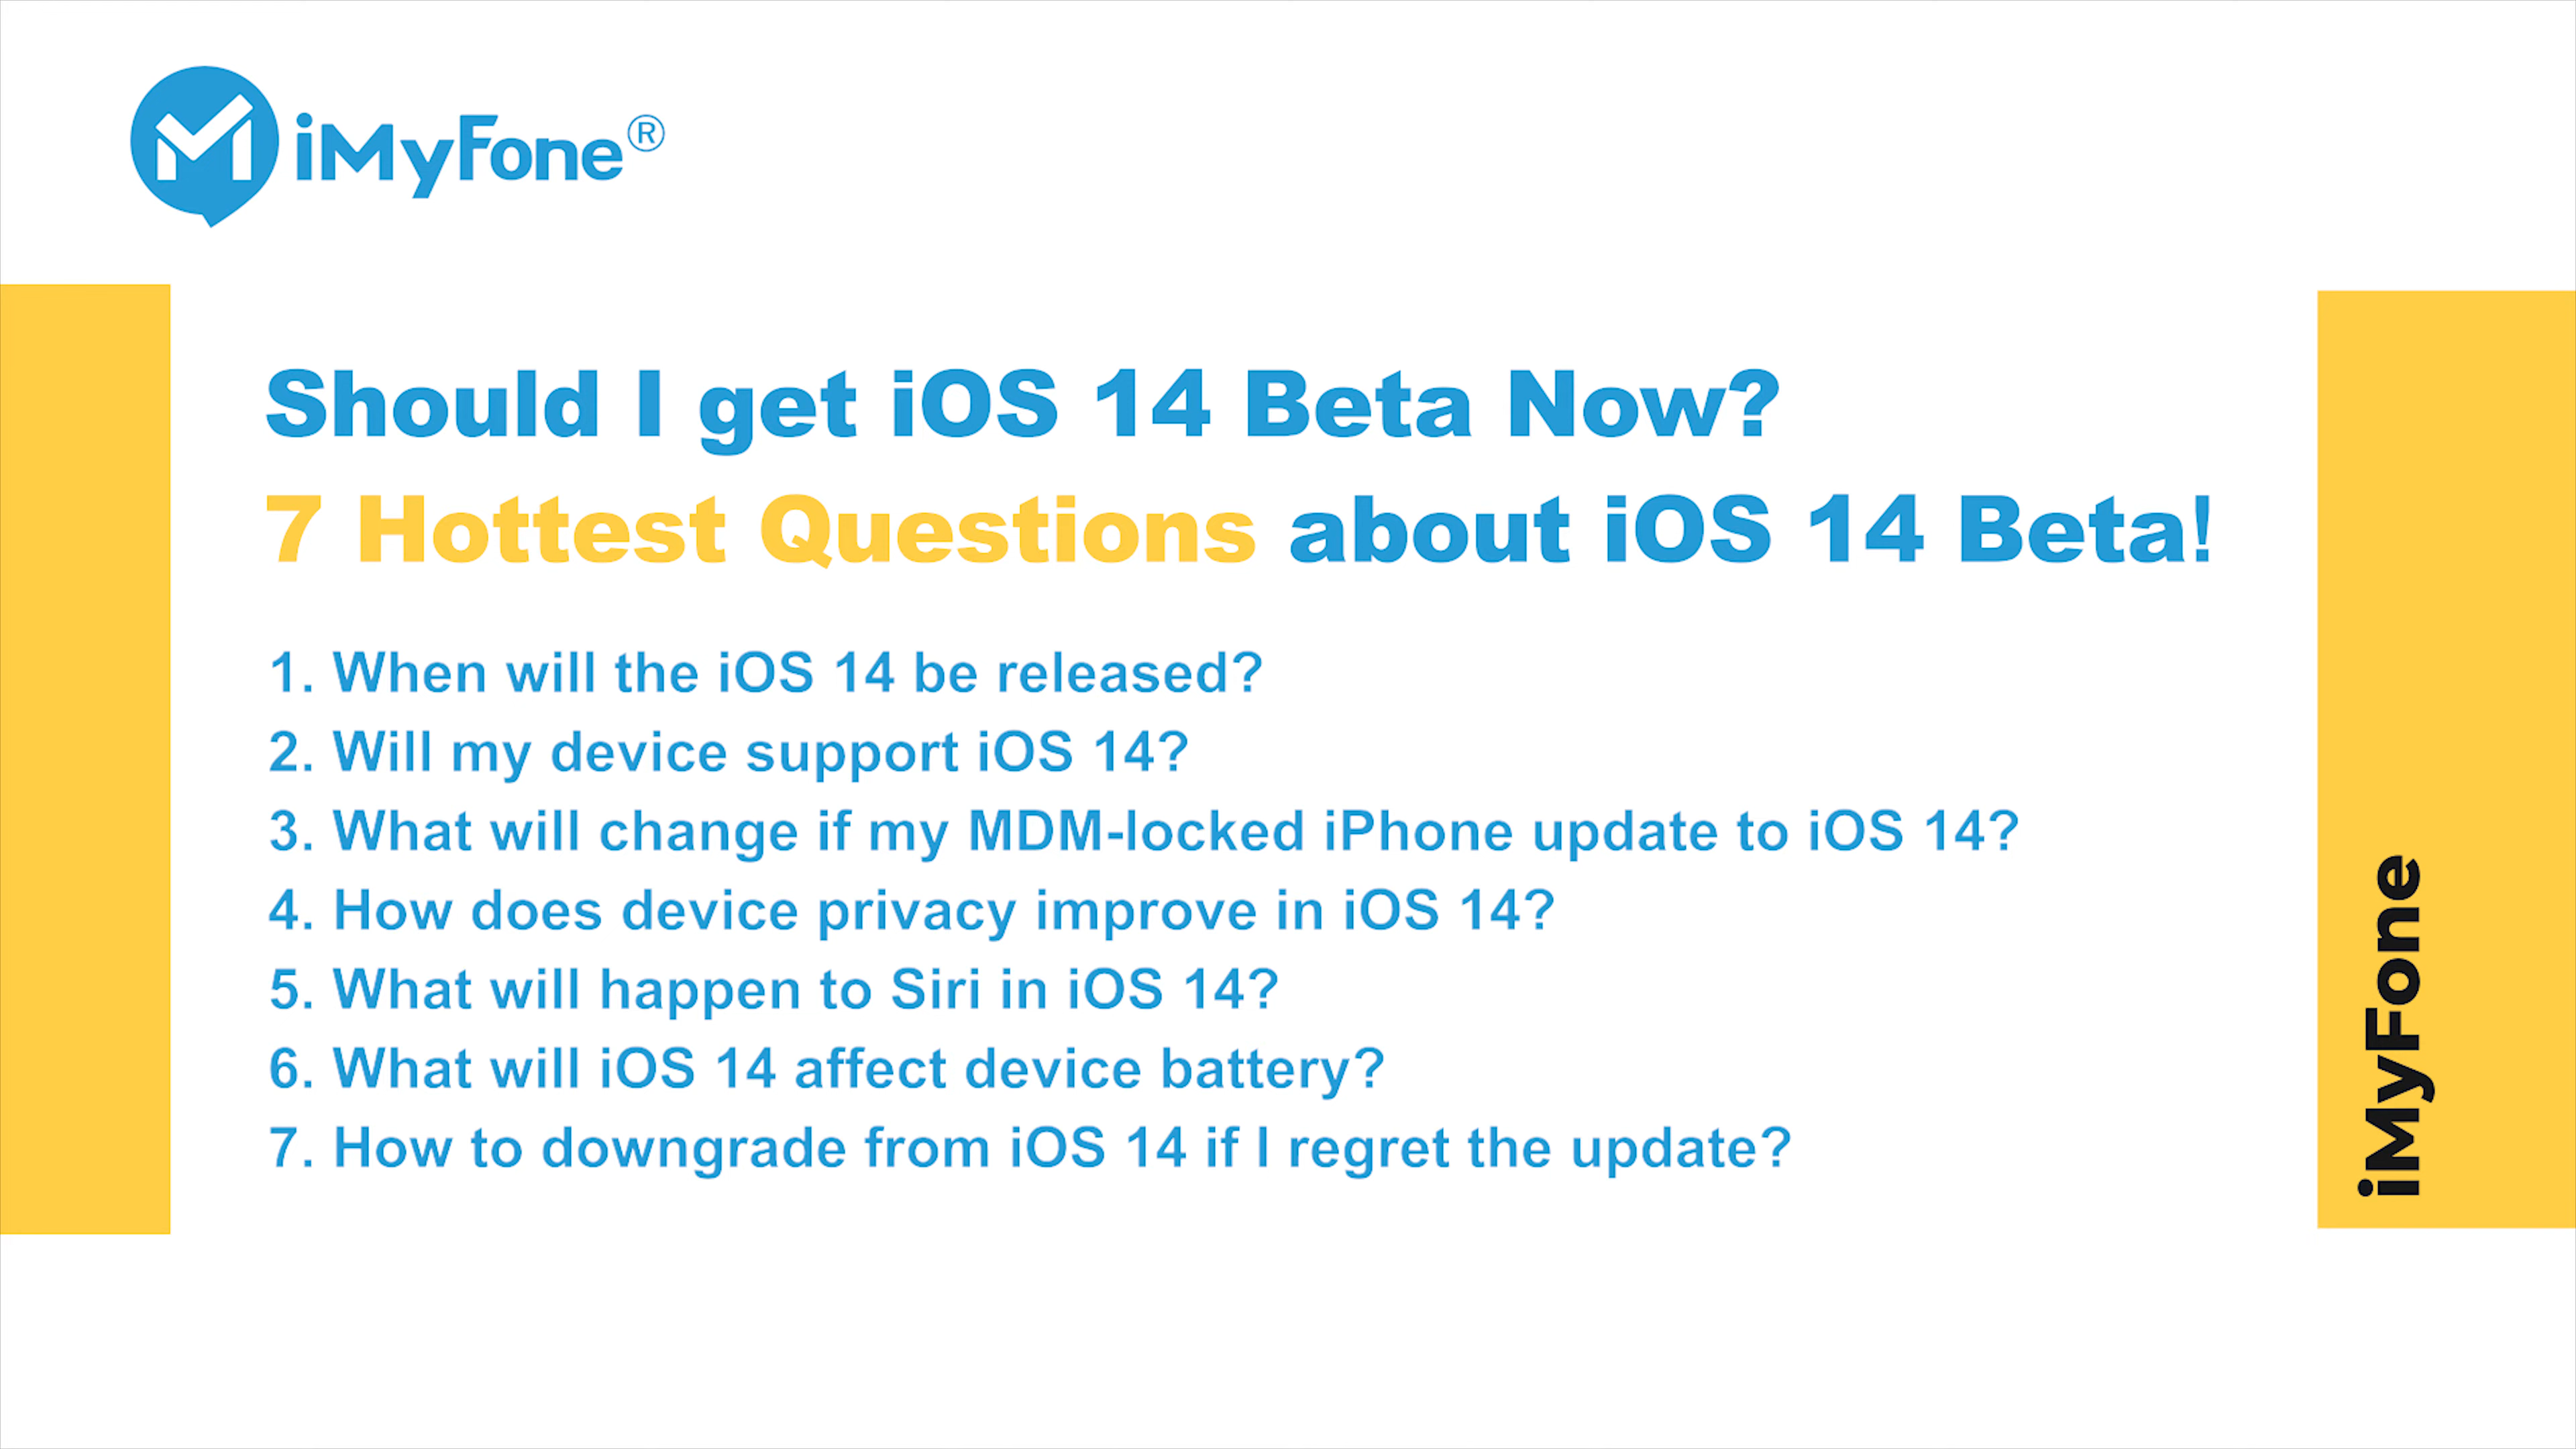 iMyFone®
Should I get iOS 14 Beta Now?
7 Hottest Questions about iOS 14 Beta!
1. When will the iOS 14 be released?
2. Will my device support iOS 14?
3. What will change if my MDM-locked iPhone update to iOS 14?
4. How does device privacy improve in iOS 14?
5. What will happen to Siri in iOS 14?
6. What will iOS 14 affect device battery?
7. How to downgrade from iOS 14 if I regret the update?
iMyFone